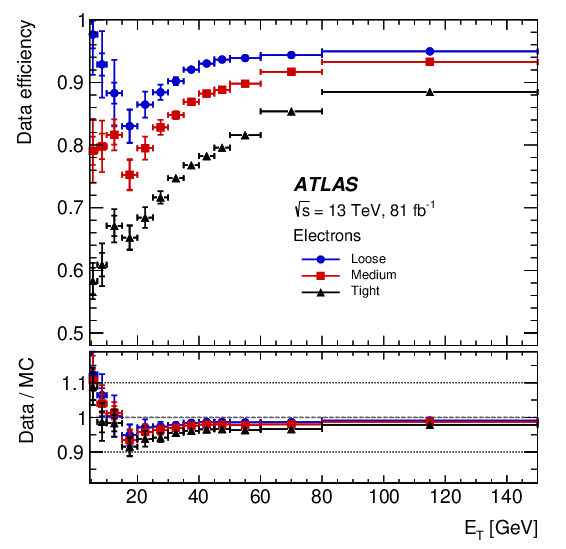 Data efficiency
1
0.9
0.8
0.7
0.6
0.5
ATLAS
√s = 13 TeV, 81 fb⁻¹
Electrons
Loose
Medium
Tight
Data / MC
1.1
1
0.9
20 40 60 80 100 120 140
E_T [GeV]